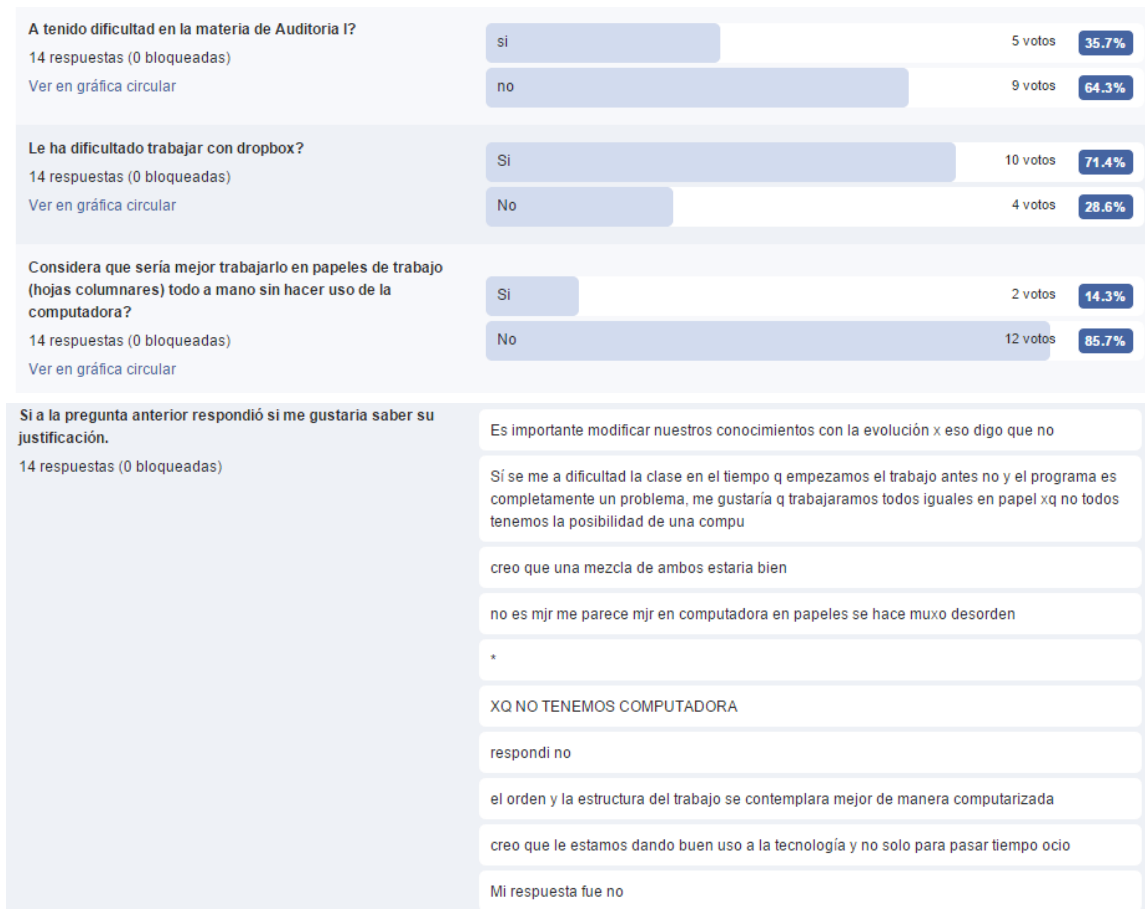 A tenido dificultad en la materia de Auditoria I?
14 respuestas (0 bloqueadas)
Ver en gráfica circular
si
5 votos
35.7%
no
9 votos
64.3%
Le ha dificultado trabajar con dropbox?
14 respuestas (0 bloqueadas)
Ver en gráfica circular
Si
10 votos
71.4%
No
4 votos
28.6%
Considera que sería mejor trabajarlo en papeles de trabajo
(hojas columnares) todo a mano sin hacer uso de la
computadora?
14 respuestas (0 bloqueadas)
Ver en gráfica circular
Si
2 votos
14.3%
No
12 votos
85.7%
Si a la pregunta anterior respondió si me gustaria saber su
justificación.
14 respuestas (0 bloqueadas)
Es importante modificar nuestros conocimientos con la evolución x eso digo que no
Sí se me a dificultad la clase en el tiempo q empezamos el trabajo antes no y el programa es
completamente un problema, me gustaría q trabajaramos todos iguales en papel xq no todos
tenemos la posibilidad de una compu
creo que una mezcla de ambos estaria bien
no es mjr me parece mjr en computadora en papeles se hace muxo desorden
*
XQ NO TENEMOS COMPUTADORA
respondi no
el orden y la estructura del trabajo se contemplara mejor de manera computarizada
creo que le estamos dando buen uso a la tecnología y no solo para pasar tiempo ocio
Mi respuesta fue no